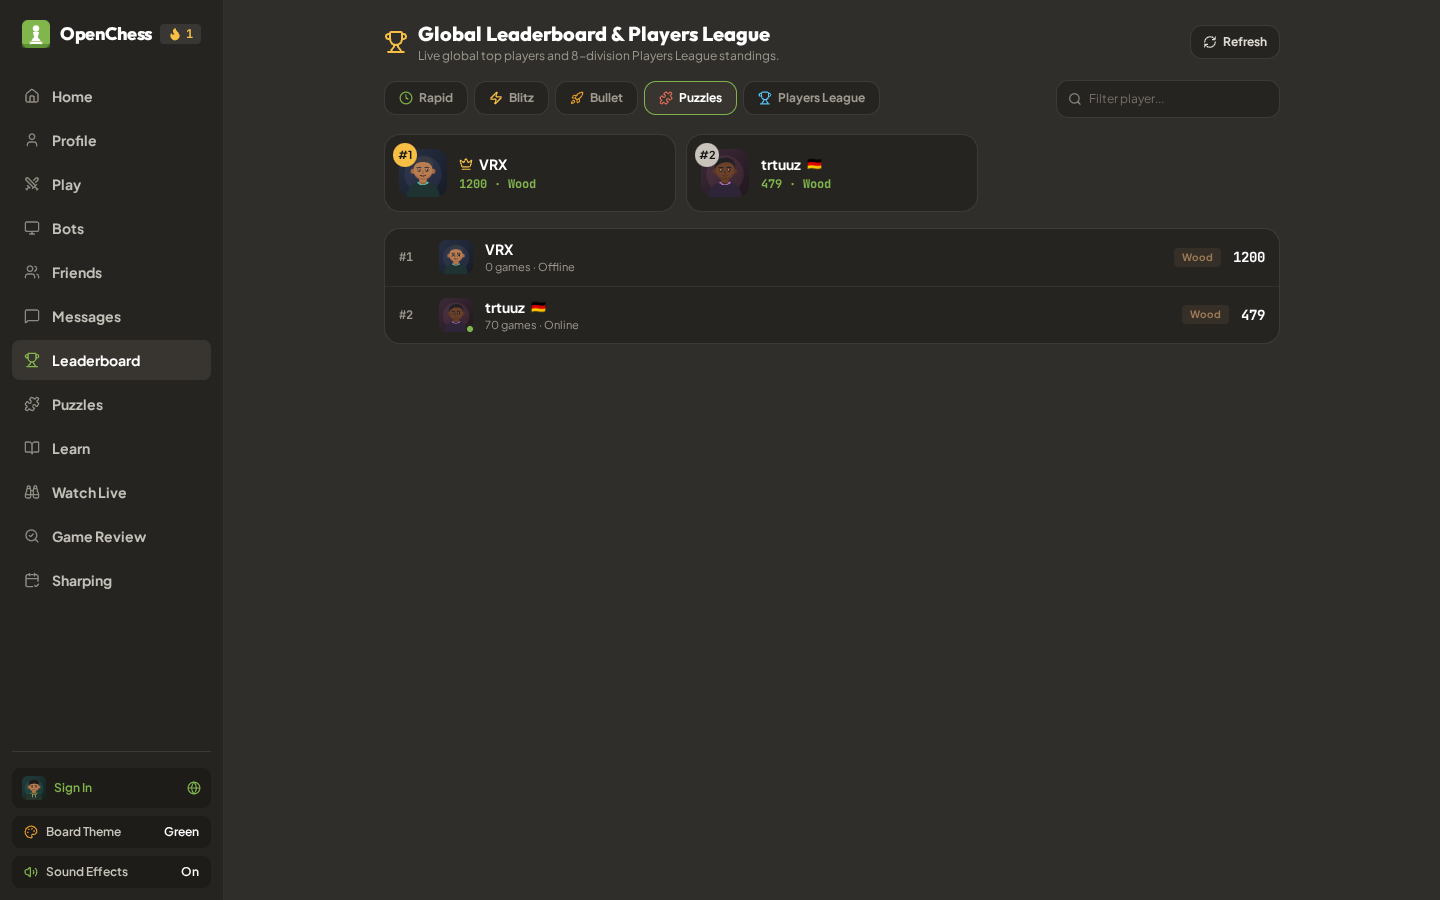 OpenChess 1
Home
Profile
Play
Bots
Friends
Messages
Leaderboard
Puzzles
Learn
Watch Live
Game Review
Sharping
Sign In
Board Theme Green
Sound Effects On
Global Leaderboard & Players League
Live global top players and 8-division Players League standings.
Refresh
Rapid Blitz Bullet Puzzles Players League
Filter player...
#1 VRX
1200 · Wood
#2 trtuuz
479 · Wood
#1 VRX Wood 1200
0 games · Offline
#2 trtuuz Wood 479
70 games · Online